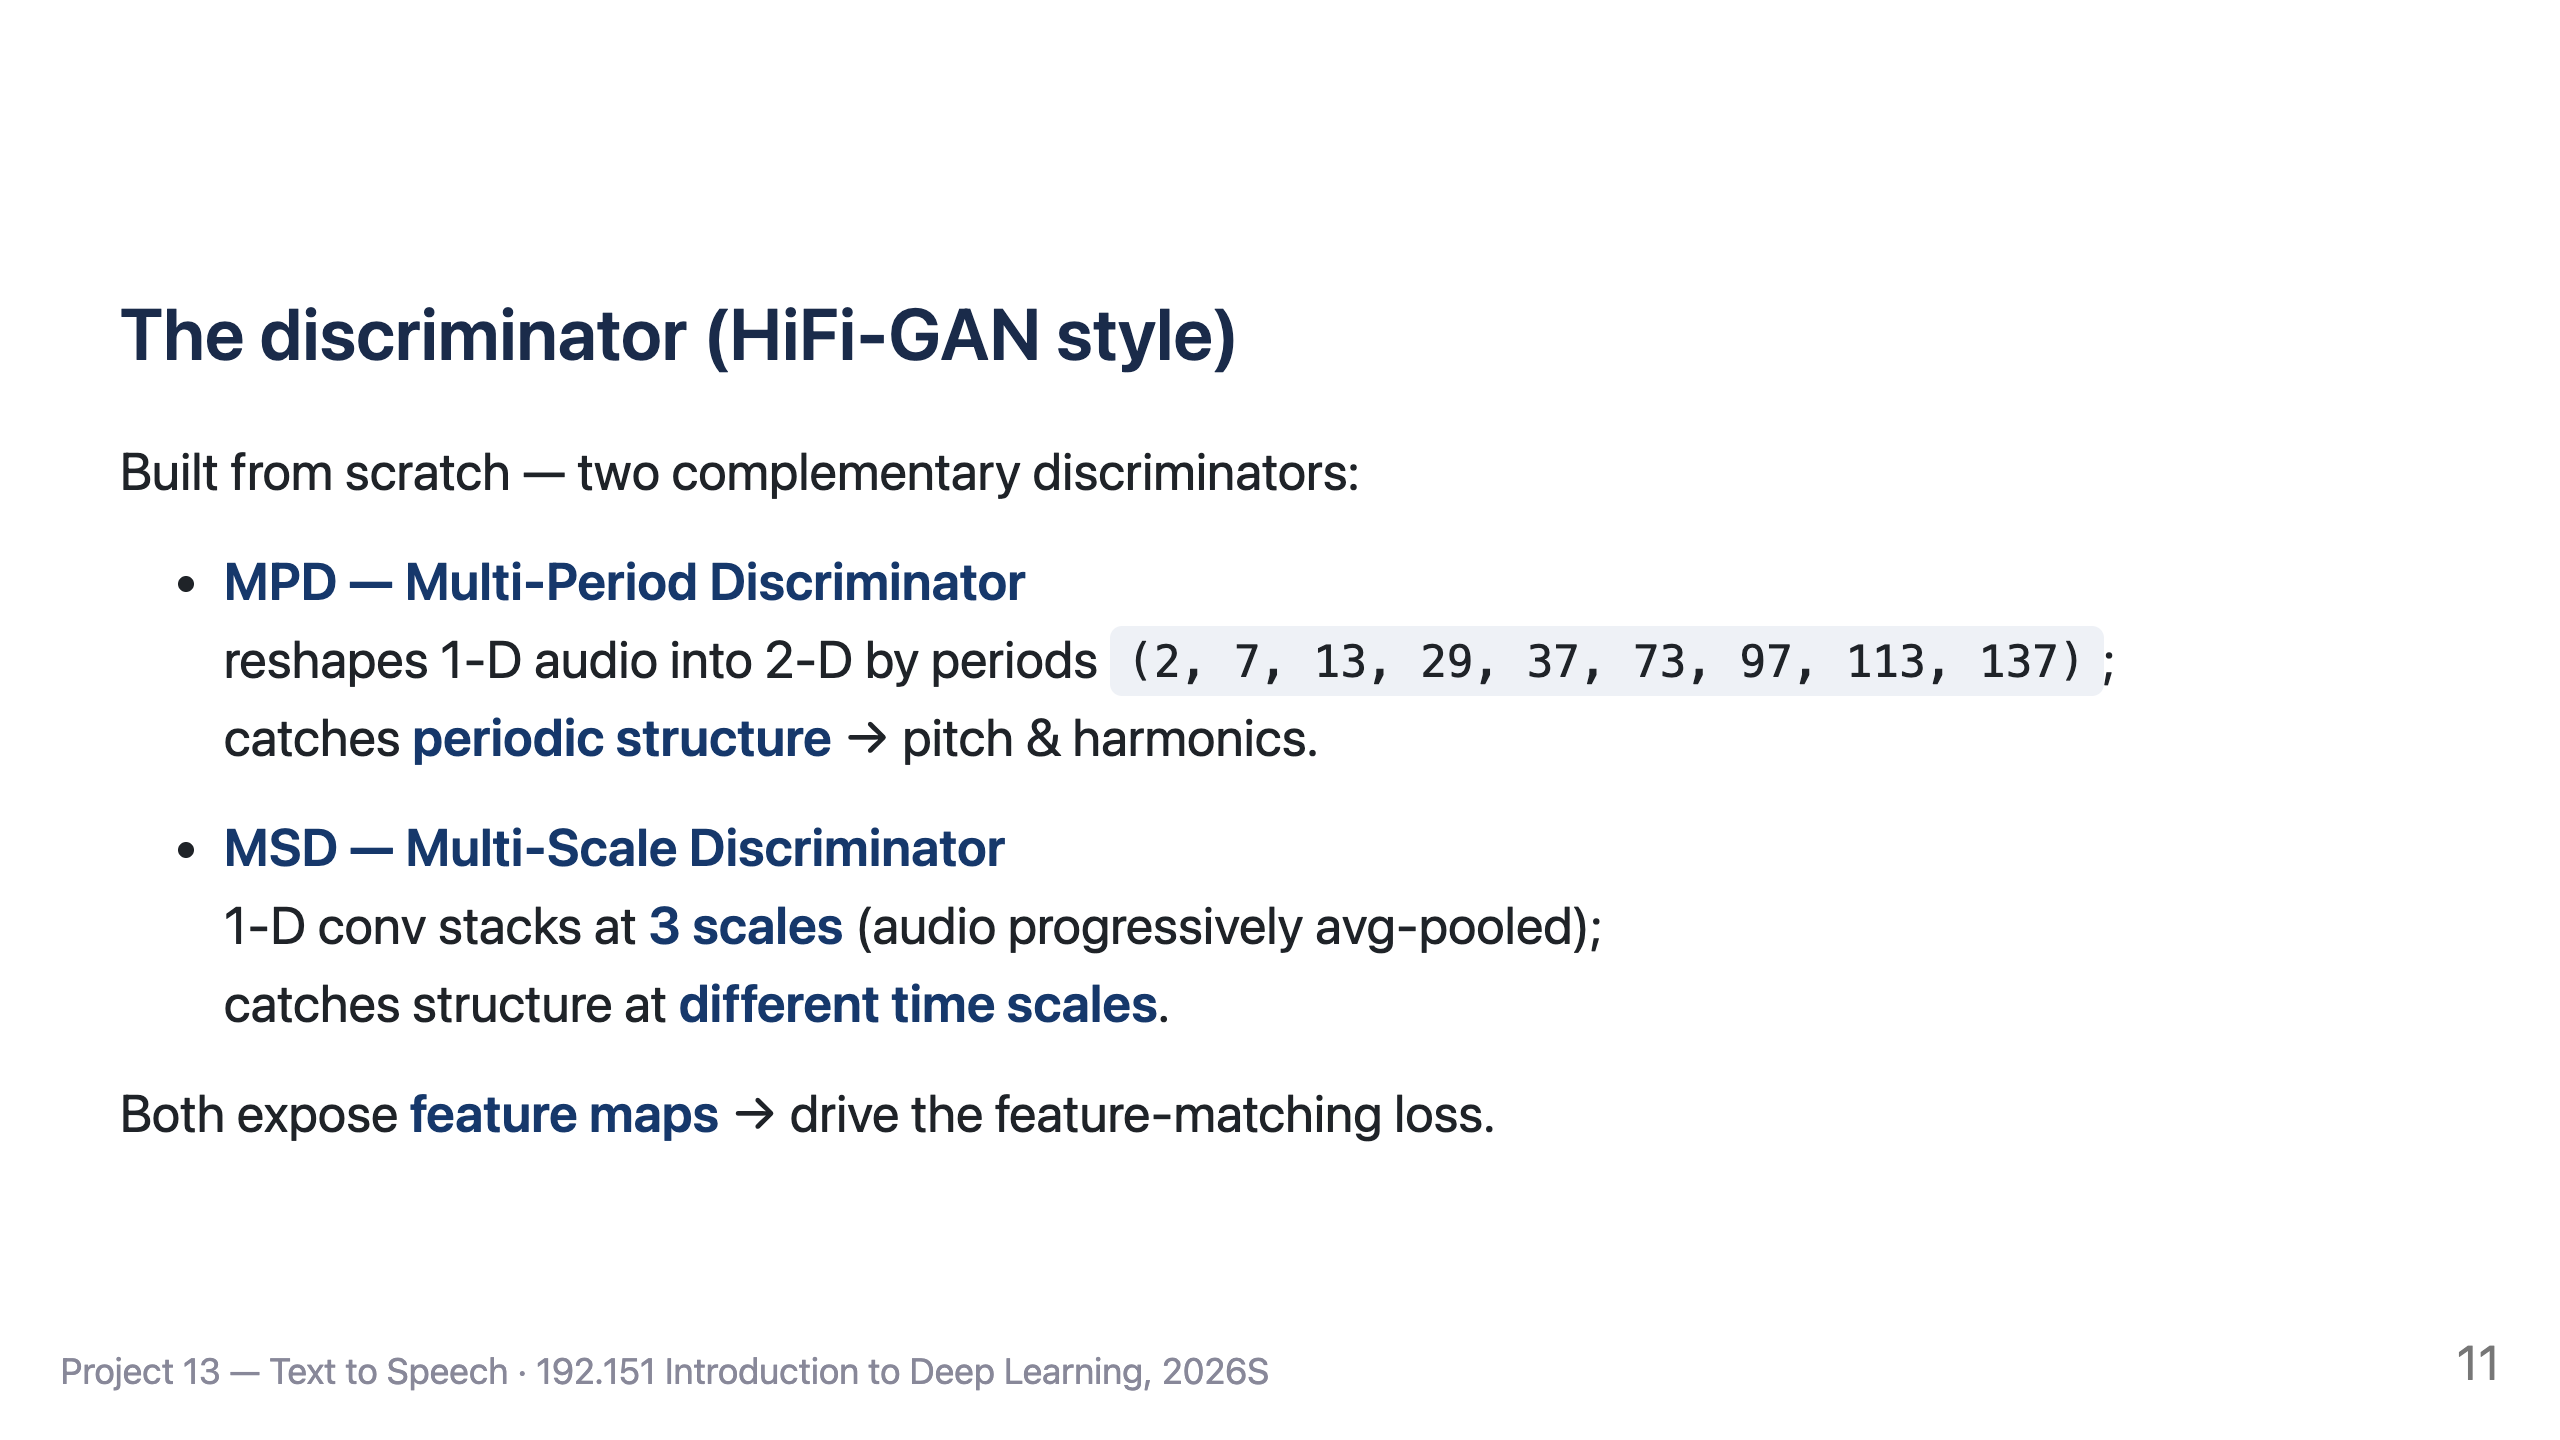 The discriminator (HiFi-GAN style)
Built from scratch — two complementary discriminators:
• MPD — Multi-Period Discriminator
reshapes 1-D audio into 2-D by periods (2, 7, 13, 29, 37, 73, 97, 113, 137);
catches periodic structure → pitch & harmonics.
• MSD — Multi-Scale Discriminator
1-D conv stacks at 3 scales (audio progressively avg-pooled);
catches structure at different time scales.
Both expose feature maps → drive the feature-matching loss.
Project 13 — Text to Speech · 192.151 Introduction to Deep Learning, 2026S
11